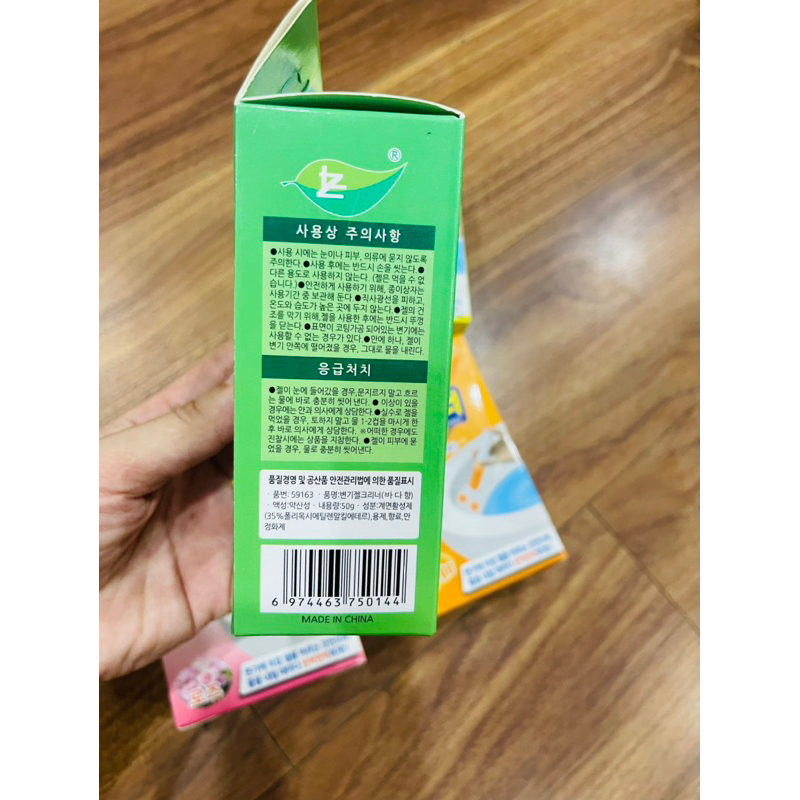 ®
사용상 주의사항
●사용 시에는 눈이나 피부, 의류에 묻지 않도록
주의한다.●사용 후에는 반드시 손을 씻는다.●
다른 용도로 사용하지 않는다. (젤은 먹을 수 없
습니다.)●안전하게 사용하기 위해, 종이상자는
사용기간 중 보관해 둔다.●직사광선을 피하고,
온도와 습도가 높은 곳에 두지 않는다.●젤의 건
조를 막기 위해,젤을 사용한 후에는 반드시 뚜껑
을 닫는다.●표면이 코팅가공 되어있는 변기에는
사용할 수 없는 경우가 있다.●만에 하나, 젤이
변기 안쪽에 떨어졌을 경우, 그대로 물을 내린다.
응급처치
●젤이 눈에 들어갔을 경우,문지르지 말고 흐르
는 물에 바로 충분히 씻어 낸다. ● 이상이 있을
경우에는 안과 의사에게 상담한다.●실수로 젤을
먹었을 경우, 토하지 말고 물 1-2컵을 마시게 한
후 바로 의사에게 상담한다. ※어떠한 경우에도
진찰시에는 상품을 지참한다. ●젤이 피부에 묻
었을 경우, 물로 충분히 씻어낸다.
품질경영 및 공산품 안전관리법에 의한 품질표시
· 품번: 59163 · 품명:변기젤크리너(바 다 향)
· 액성:약산성 · 내용량:50g · 성분:계면활성제
(35%폴리옥시에틸렌알킬에테르),용제,향료,안
정화제
6 974463 750144
MADE IN CHINA